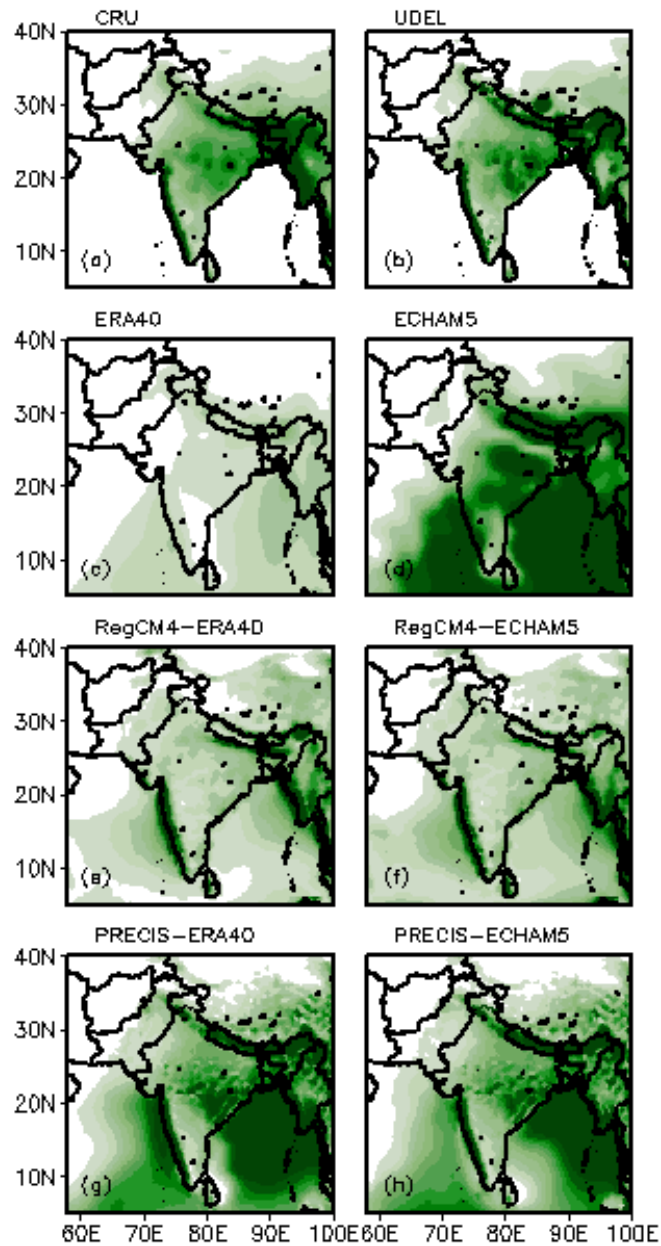 CRU UDEL
40N
30N
20N
10N
(a) (b)
ERA40 ECHAM5
40N
30N
20N
10N
(c) (d)
RegCM4-ERA40 RegCM4-ECHAM5
40N
30N
20N
10N
(e) (f)
PRECIS-ERA40 PRECIS-ECHAM5
40N
30N
20N
10N
(g) (h)
60E 70E 80E 90E 100E 60E 70E 80E 90E 100E